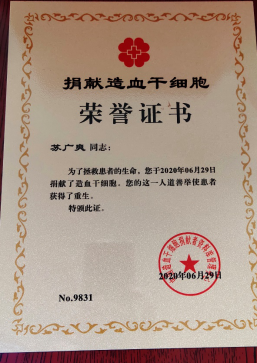 捐献造血干细胞
荣誉证书
苏广爽 同志：
为了拯救患者的生命，您于2020年06月29日
捐献了造血干细胞。您的这一人道善举使患者
获得了重生。
特颁此证。
2020年06月29日
No.9831